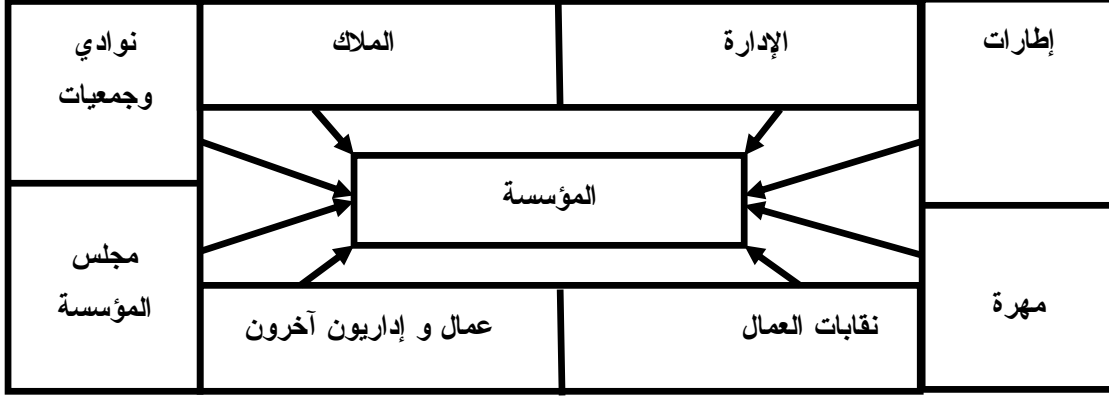 إطارات
الإدارة
الملاك
نوادي
وجمعيات
المؤسسة
مهرة
مجلس
المؤسسة
نقابات العمال
عمال و إداريون آخرون